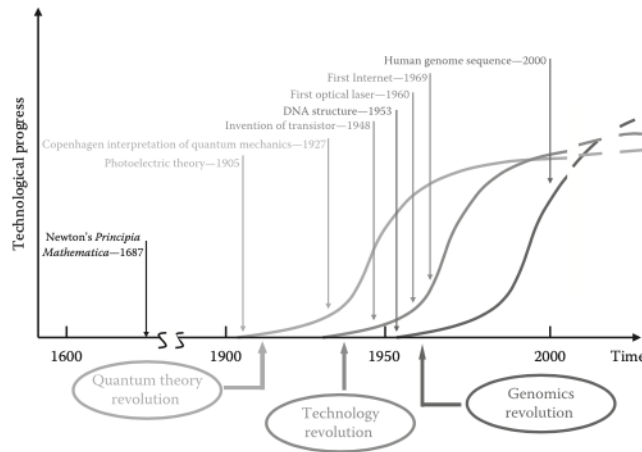 Technological progress
Human genome sequence—2000
First Internet—1969
First optical laser—1960
DNA structure—1953
Invention of transistor—1948
Copenhagen interpretation of quantum mechanics—1927
Photoelectric theory—1905
Newton's Principia
Mathematica—1687
1600
1900
1950
2000
Time
Quantum theory
revolution
Technology
revolution
Genomics
revolution